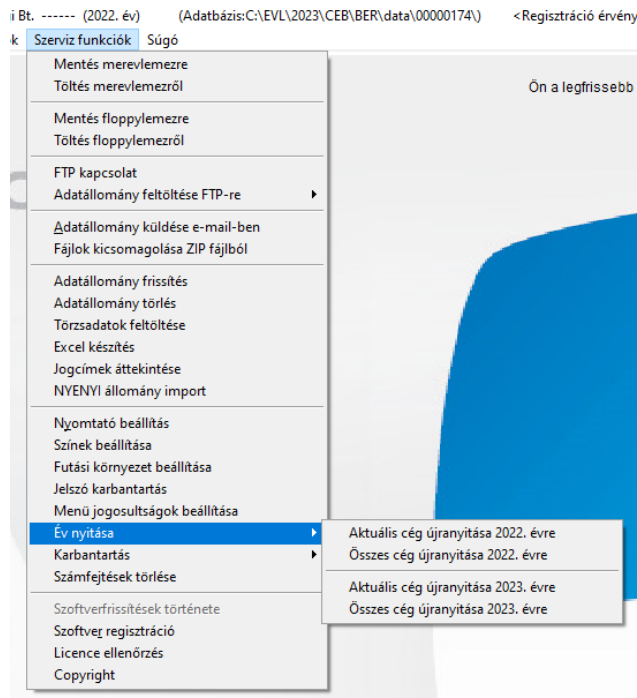 i Bt. ------ (2022. év) (Adatbázis:C:\EVL\2023\CEB\BER\data\00000174\) <Regisztráció érvény
k Szerviz funkciók Súgó
Ön a legfrissebb
Mentés merevlemezre
Töltés merevlemezről
Mentés floppylemezre
Töltés floppylemezről
FTP kapcsolat
Adatállomány feltöltése FTP-re
Adatállomány küldése e-mail-ben
Fájlok kicsomagolása ZIP fájlból
Adatállomány frissítés
Adatállomány törlés
Törzsadatok feltöltése
Excel készítés
Jogcímek áttekintése
NYENYI állomány import
Nyomtató beállítás
Színek beállítása
Futási környezet beállítása
Jelszó karbantartás
Menü jogosultságok beállítása
Év nyitása
Karbantartás
Számfejtések törlése
Szoftverfrissítések története
Szoftver regisztráció
Licence ellenőrzés
Copyright
Aktuális cég újranyitása 2022. évre
Összes cég újranyitása 2022. évre
Aktuális cég újranyitása 2023. évre
Összes cég újranyitása 2023. évre